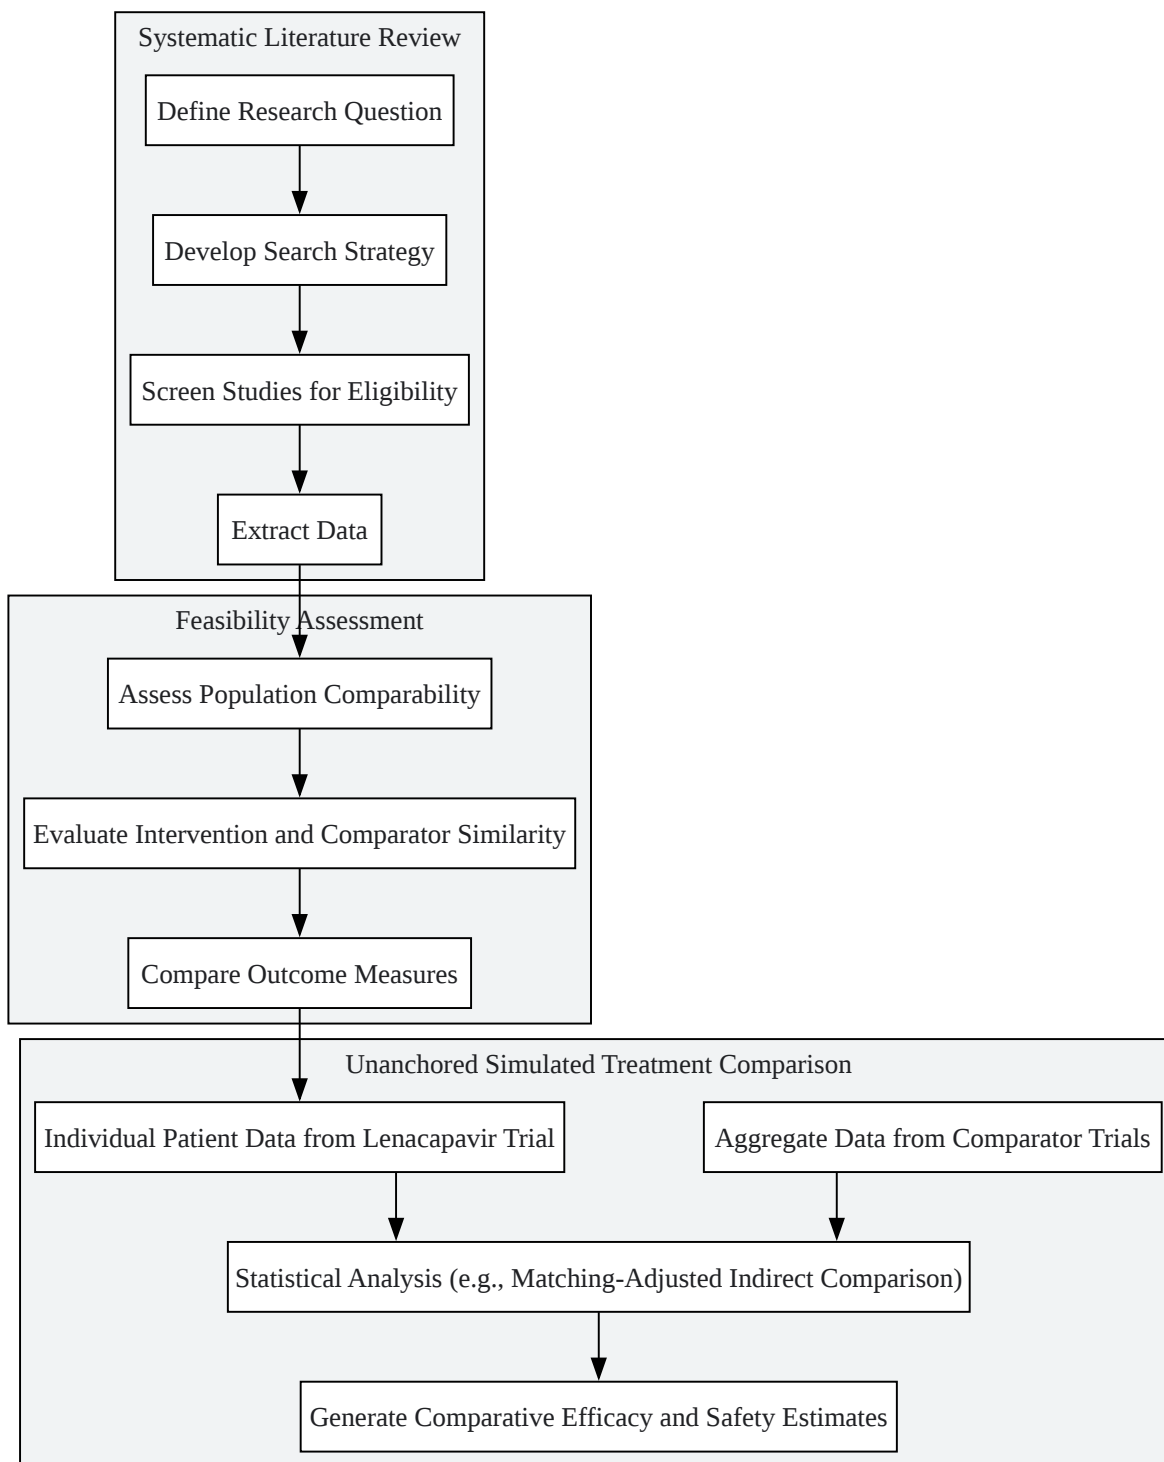 Systematic Literature Review
Define Research Question
Develop Search Strategy
Screen Studies for Eligibility
Extract Data
Feasibility Assessment
Assess Population Comparability
Evaluate Intervention and Comparator Similarity
Compare Outcome Measures
Unanchored Simulated Treatment Comparison
Individual Patient Data from Lenacapavir Trial
Aggregate Data from Comparator Trials
Statistical Analysis (e.g., Matching-Adjusted Indirect Comparison)
Generate Comparative Efficacy and Safety Estimates